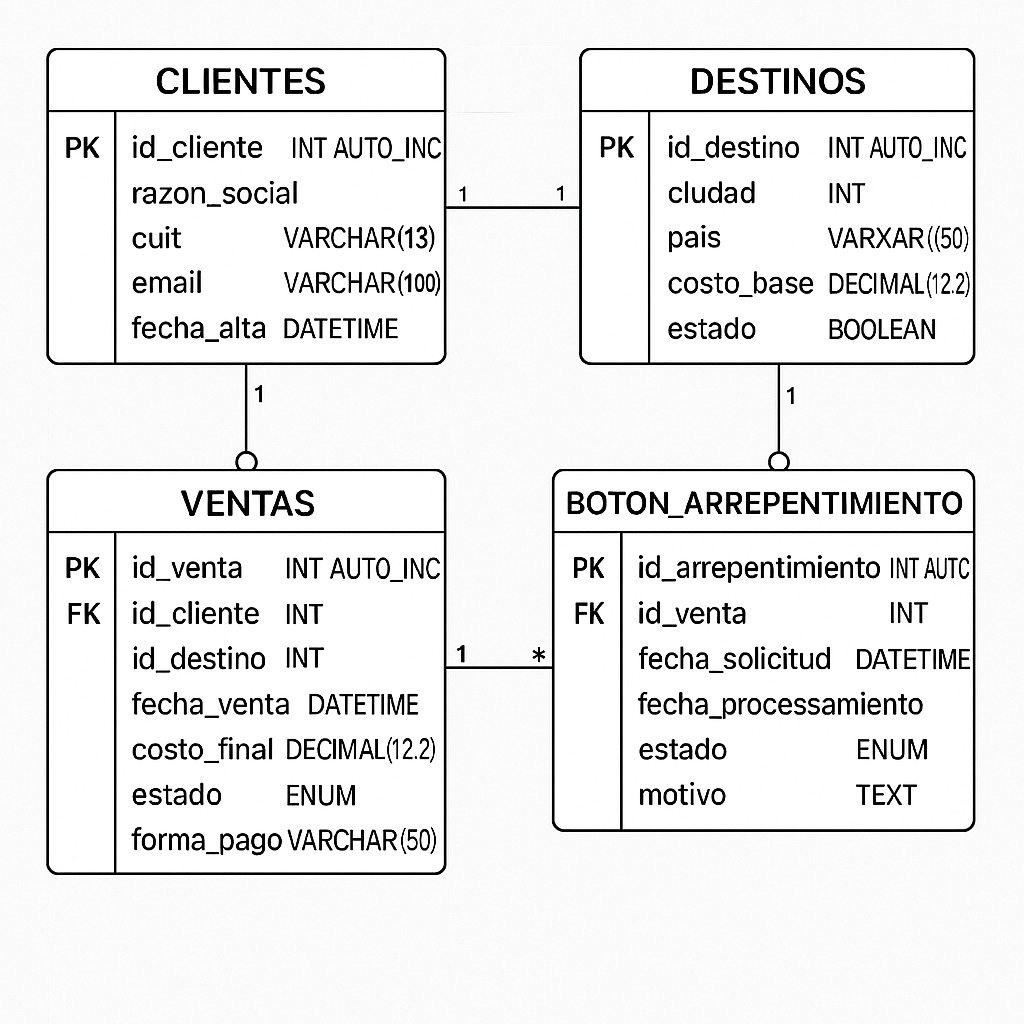 CLIENTES
PK id_cliente INT AUTO_INC
razon_social
cuit VARCHAR(13)
email VARCHAR(100)
fecha_alta DATETIME
1 1
DESTINOS
PK id_destino INT AUTO_INC
cludad INT
pais VARXAR((50)
costo_base DECIMAL(12.2)
estado BOOLEAN
1
1
VENTAS
PK id_venta INT AUTO_INC
FK id_cliente INT
id_destino INT
fecha_venta DATETIME
costo_final DECIMAL(12.2)
estado ENUM
forma_pago VARCHAR(50)
1 *
BOTON_ARREPENTIMIENTO
PK id_arrepentimiento INT AUTC
FK id_venta INT
fecha_solicitud DATETIME
fecha_processamiento
estado ENUM
motivo TEXT